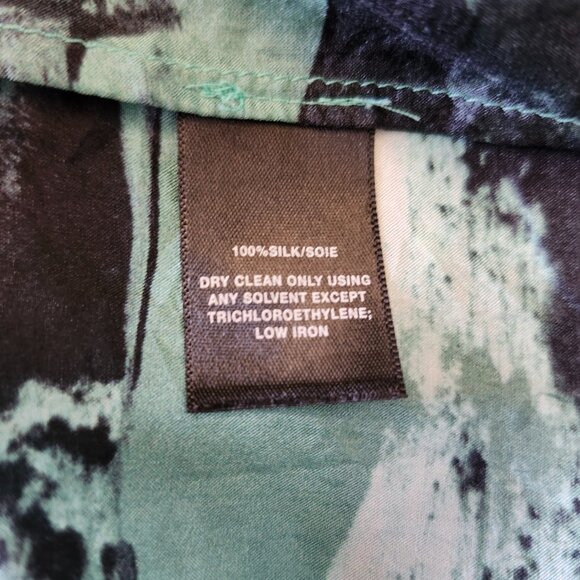 100%SILK/SOIE
DRY CLEAN ONLY USING
ANY SOLVENT EXCEPT
TRICHLOROETHYLENE;
LOW IRON